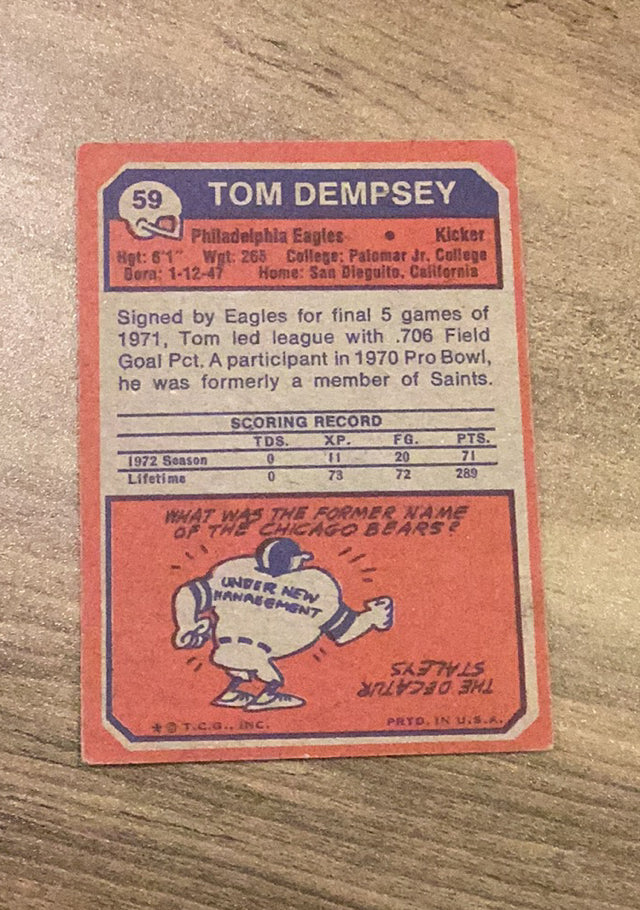 59
TOM DEMPSEY
Philadelphia Eagles • Kicker
Hgt: 6'1" Wgt: 265 College: Palomar Jr. College
Born: 1-12-47 Home: San Dieguito, California
Signed by Eagles for final 5 games of
1971, Tom led league with .706 Field
Goal Pct. A participant in 1970 Pro Bowl,
he was formerly a member of Saints.
SCORING RECORD
TDS. XP. FG. PTS.
1972 Season 0 11 20 71
Lifetime 0 73 72 289
WHAT WAS THE FORMER NAME
OF THE CHICAGO BEARS?
UNDER NEW
MANAGEMENT
THE DECATUR
STALEYS
* © T.C.G., INC. PRTD. IN U.S.A.